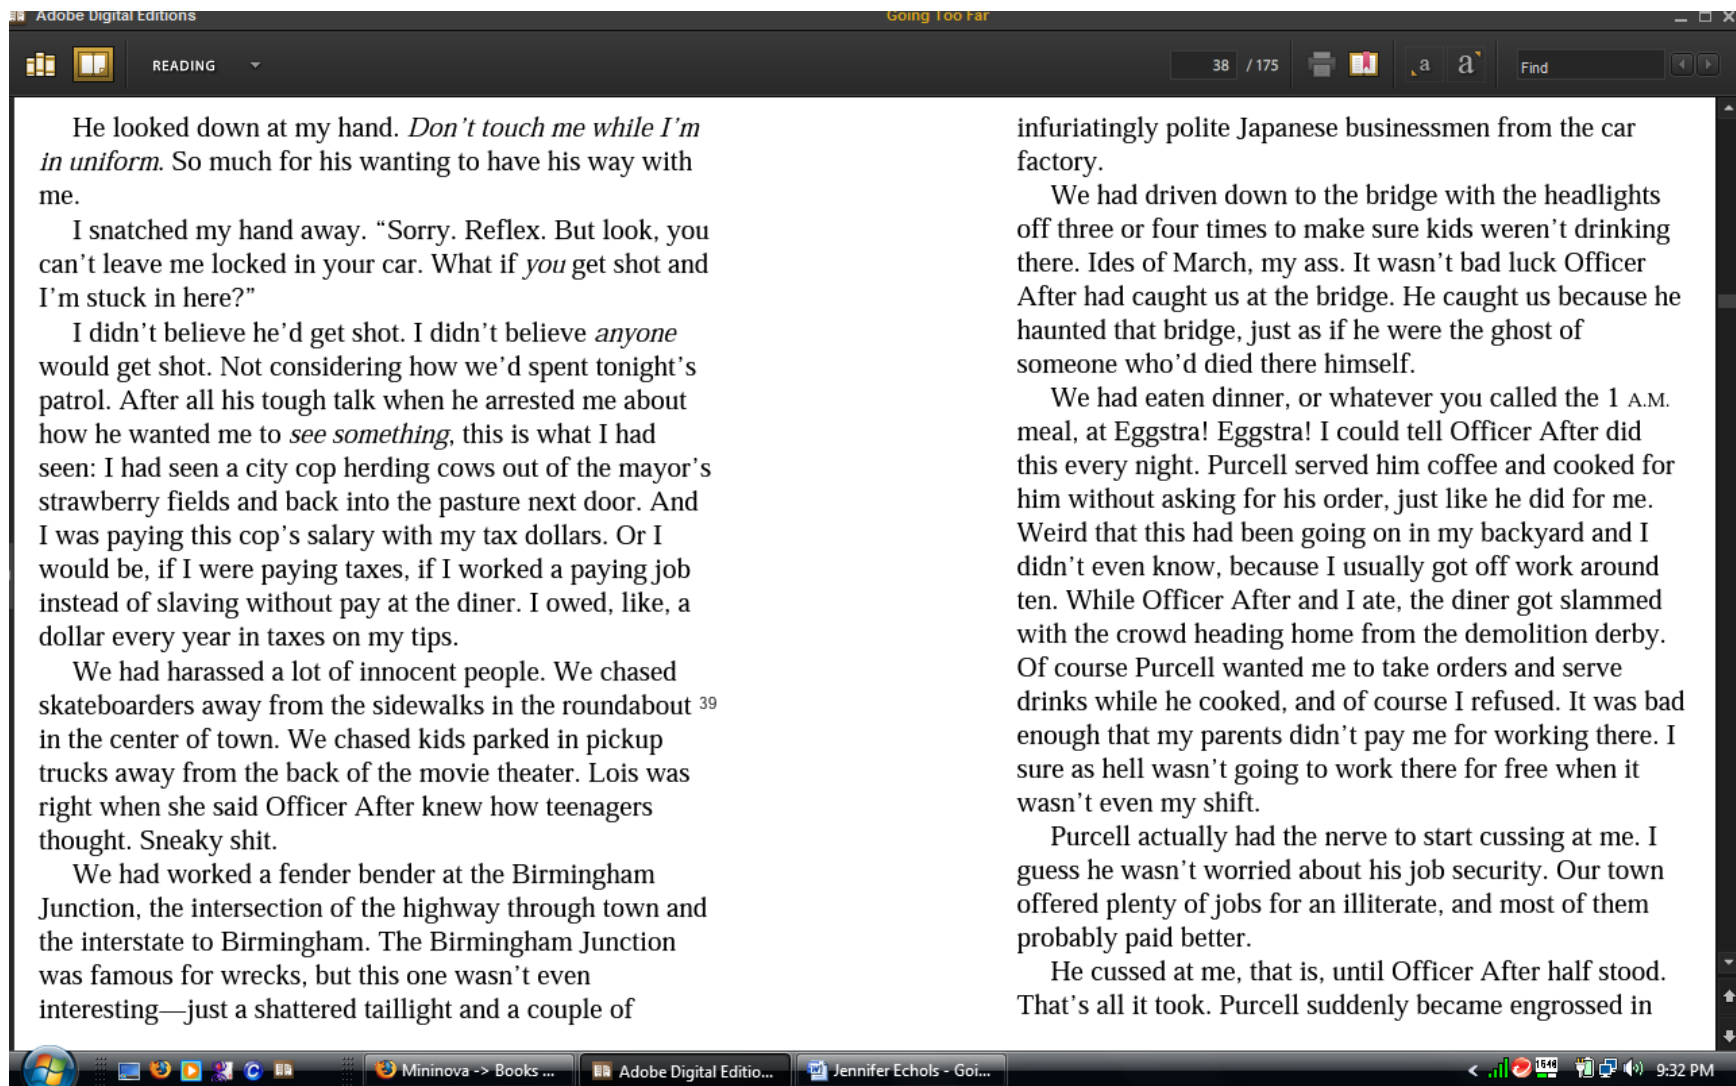 Adobe Digital Editions
Going Too Far
READING
38 / 175
a
a
Find
He looked down at my hand. Don't touch me while I'm
in uniform. So much for his wanting to have his way with
me.
I snatched my hand away. “Sorry. Reflex. But look, you
can't leave me locked in your car. What if you get shot and
I'm stuck in here?”
I didn't believe he'd get shot. I didn't believe anyone
would get shot. Not considering how we'd spent tonight's
patrol. After all his tough talk when he arrested me about
how he wanted me to see something, this is what I had
seen: I had seen a city cop herding cows out of the mayor's
strawberry fields and back into the pasture next door. And
I was paying this cop's salary with my tax dollars. Or I
would be, if I were paying taxes, if I worked a paying job
instead of slaving without pay at the diner. I owed, like, a
dollar every year in taxes on my tips.
We had harassed a lot of innocent people. We chased
skateboarders away from the sidewalks in the roundabout 39
in the center of town. We chased kids parked in pickup
trucks away from the back of the movie theater. Lois was
right when she said Officer After knew how teenagers
thought. Sneaky shit.
We had worked a fender bender at the Birmingham
Junction, the intersection of the highway through town and
the interstate to Birmingham. The Birmingham Junction
was famous for wrecks, but this one wasn't even
interesting—just a shattered taillight and a couple of
infuriatingly polite Japanese businessmen from the car
factory.
We had driven down to the bridge with the headlights
off three or four times to make sure kids weren't drinking
there. Ides of March, my ass. It wasn't bad luck Officer
After had caught us at the bridge. He caught us because he
haunted that bridge, just as if he were the ghost of
someone who'd died there himself.
We had eaten dinner, or whatever you called the 1 A.M.
meal, at Eggstra! Eggstra! I could tell Officer After did
this every night. Purcell served him coffee and cooked for
him without asking for his order, just like he did for me.
Weird that this had been going on in my backyard and I
didn't even know, because I usually got off work around
ten. While Officer After and I ate, the diner got slammed
with the crowd heading home from the demolition derby.
Of course Purcell wanted me to take orders and serve
drinks while he cooked, and of course I refused. It was bad
enough that my parents didn't pay me for working there. I
sure as hell wasn't going to work there for free when it
wasn't even my shift.
Purcell actually had the nerve to start cussing at me. I
guess he wasn't worried about his job security. Our town
offered plenty of jobs for an illiterate, and most of them
probably paid better.
He cussed at me, that is, until Officer After half stood.
That's all it took. Purcell suddenly became engrossed in
Mininova -> Books ...
Adobe Digital Editio...
Jennifer Echols - Goi...
9:32 PM